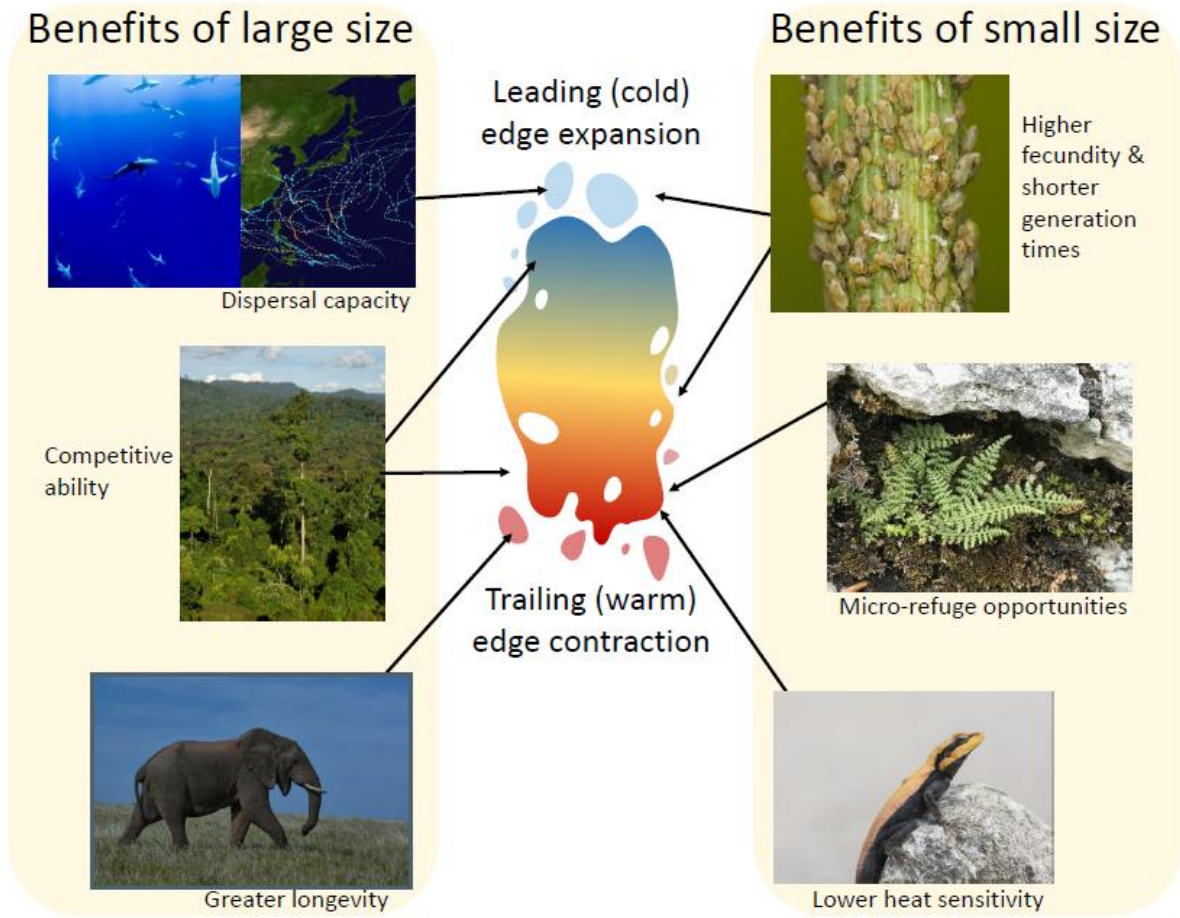 Benefits of large size
Dispersal capacity
Competitive
ability
Greater longevity
Leading (cold)
edge expansion
Trailing (warm)
edge contraction
Benefits of small size
Higher
fecundity &
shorter
generation
times
Micro-refuge opportunities
Lower heat sensitivity